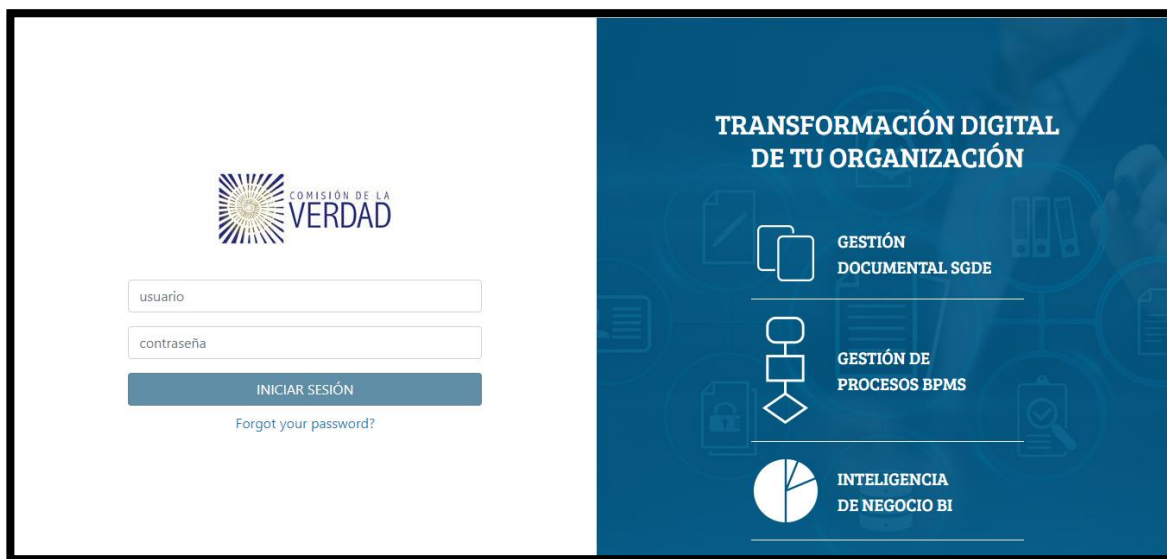 COMISIÓN DE LA
VERDAD
usuario
contraseña
INICIAR SESIÓN
Forgot your password?
TRANSFORMACIÓN DIGITAL
DE TU ORGANIZACIÓN
GESTIÓN
DOCUMENTAL SGDE
GESTIÓN DE
PROCESOS BPMS
INTELIGENCIA
DE NEGOCIO BI